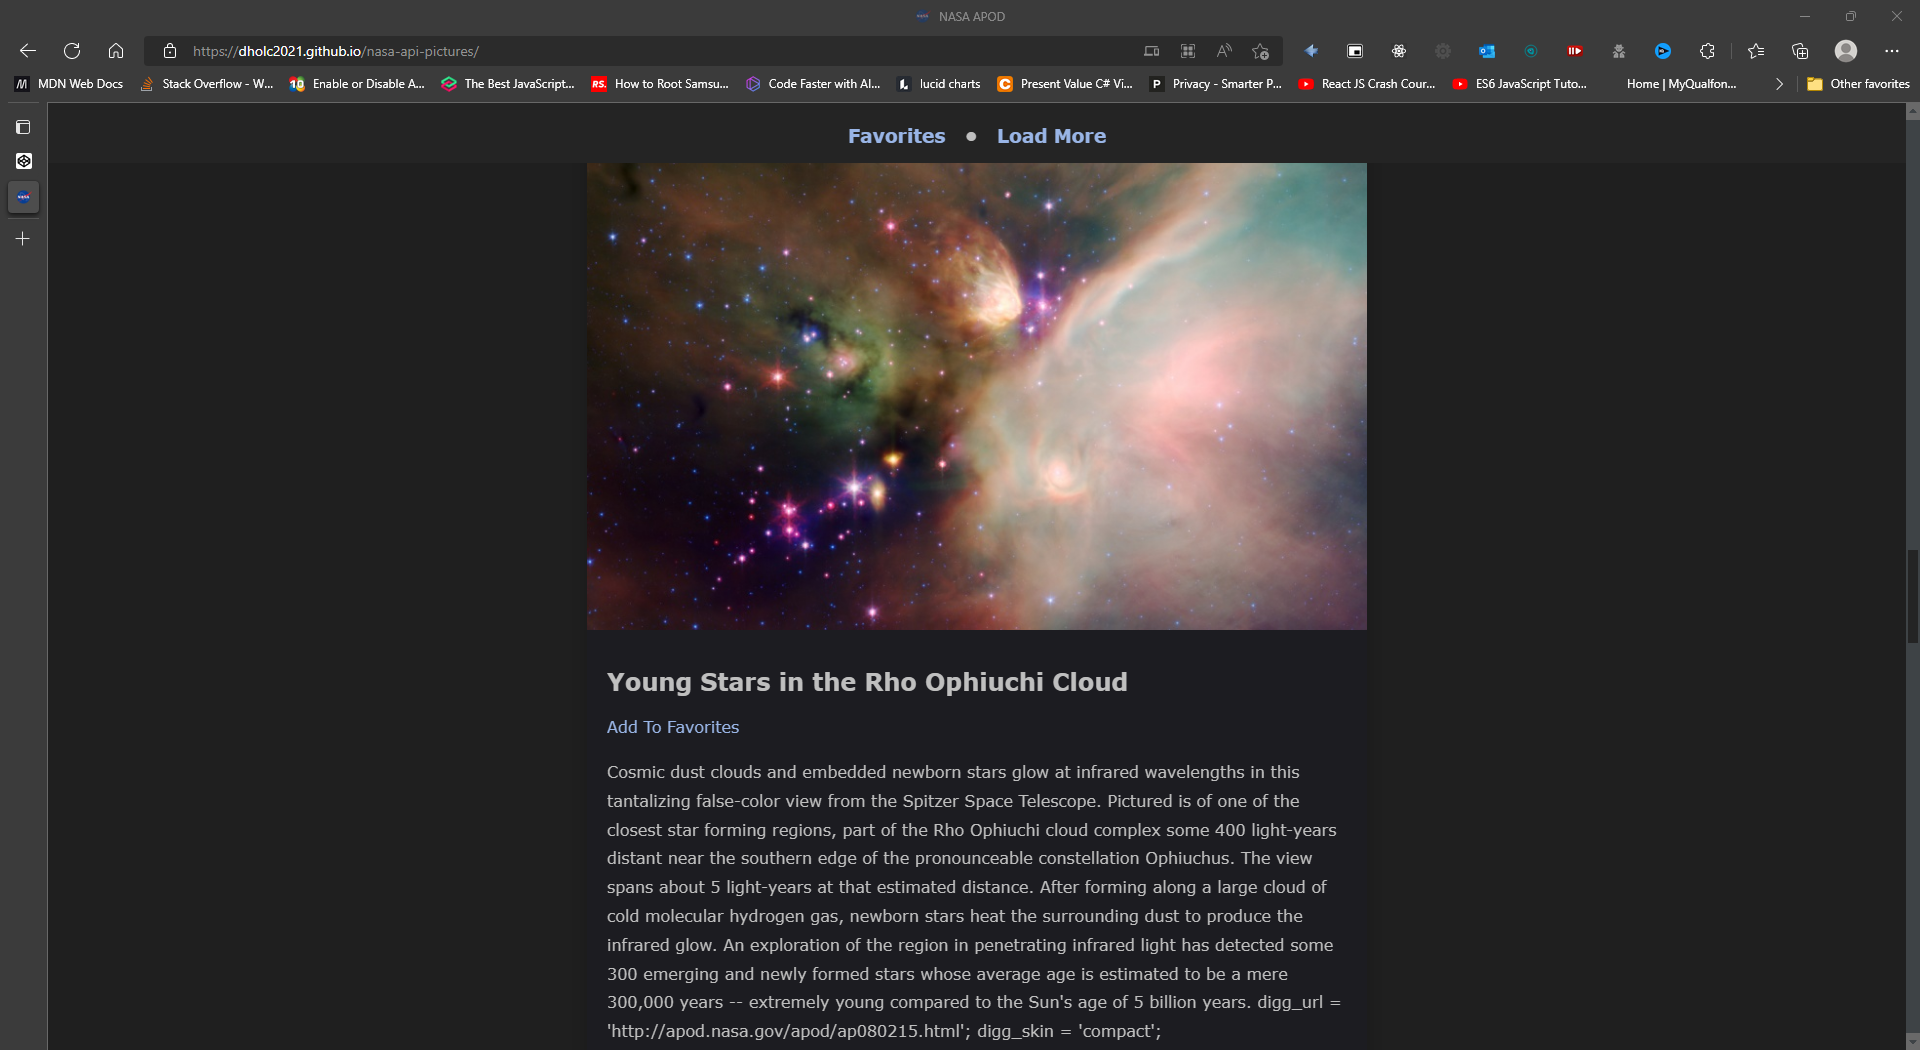 NASA APOD
https://dholc2021.github.io/nasa-api-pictures/
MDN Web Docs
Stack Overflow - W...
Enable or Disable A...
The Best JavaScript...
RS.
How to Root Samsu...
Code Faster with AI...
lucid charts
Present Value C# Vi...
P
Privacy - Smarter P...
React JS Crash Cour...
ES6 JavaScript Tuto...
Home | MyQualfon...
Other favorites
Favorites • Load More
Young Stars in the Rho Ophiuchi Cloud
Add To Favorites
Cosmic dust clouds and embedded newborn stars glow at infrared wavelengths in this
tantalizing false-color view from the Spitzer Space Telescope. Pictured is of one of the
closest star forming regions, part of the Rho Ophiuchi cloud complex some 400 light-years
distant near the southern edge of the pronounceable constellation Ophiuchus. The view
spans about 5 light-years at that estimated distance. After forming along a large cloud of
cold molecular hydrogen gas, newborn stars heat the surrounding dust to produce the
infrared glow. An exploration of the region in penetrating infrared light has detected some
300 emerging and newly formed stars whose average age is estimated to be a mere
300,000 years -- extremely young compared to the Sun's age of 5 billion years. digg_url =
'http://apod.nasa.gov/apod/ap080215.html'; digg_skin = 'compact';